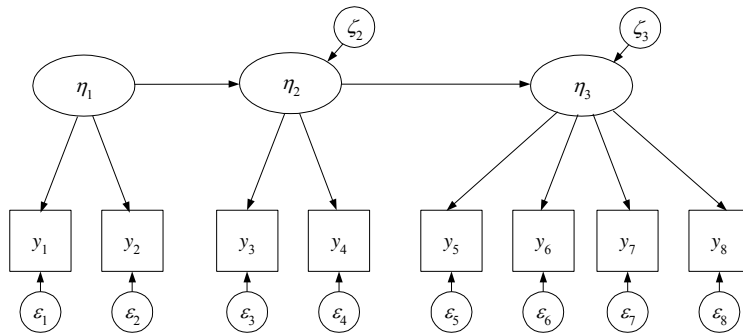 ζ₂ ζ₃
η₁ η₂ η₃
y₁ y₂ y₃ y₄ y₅ y₆ y₇ y₈
ε₁ ε₂ ε₃ ε₄ ε₅ ε₆ ε₇ ε₈